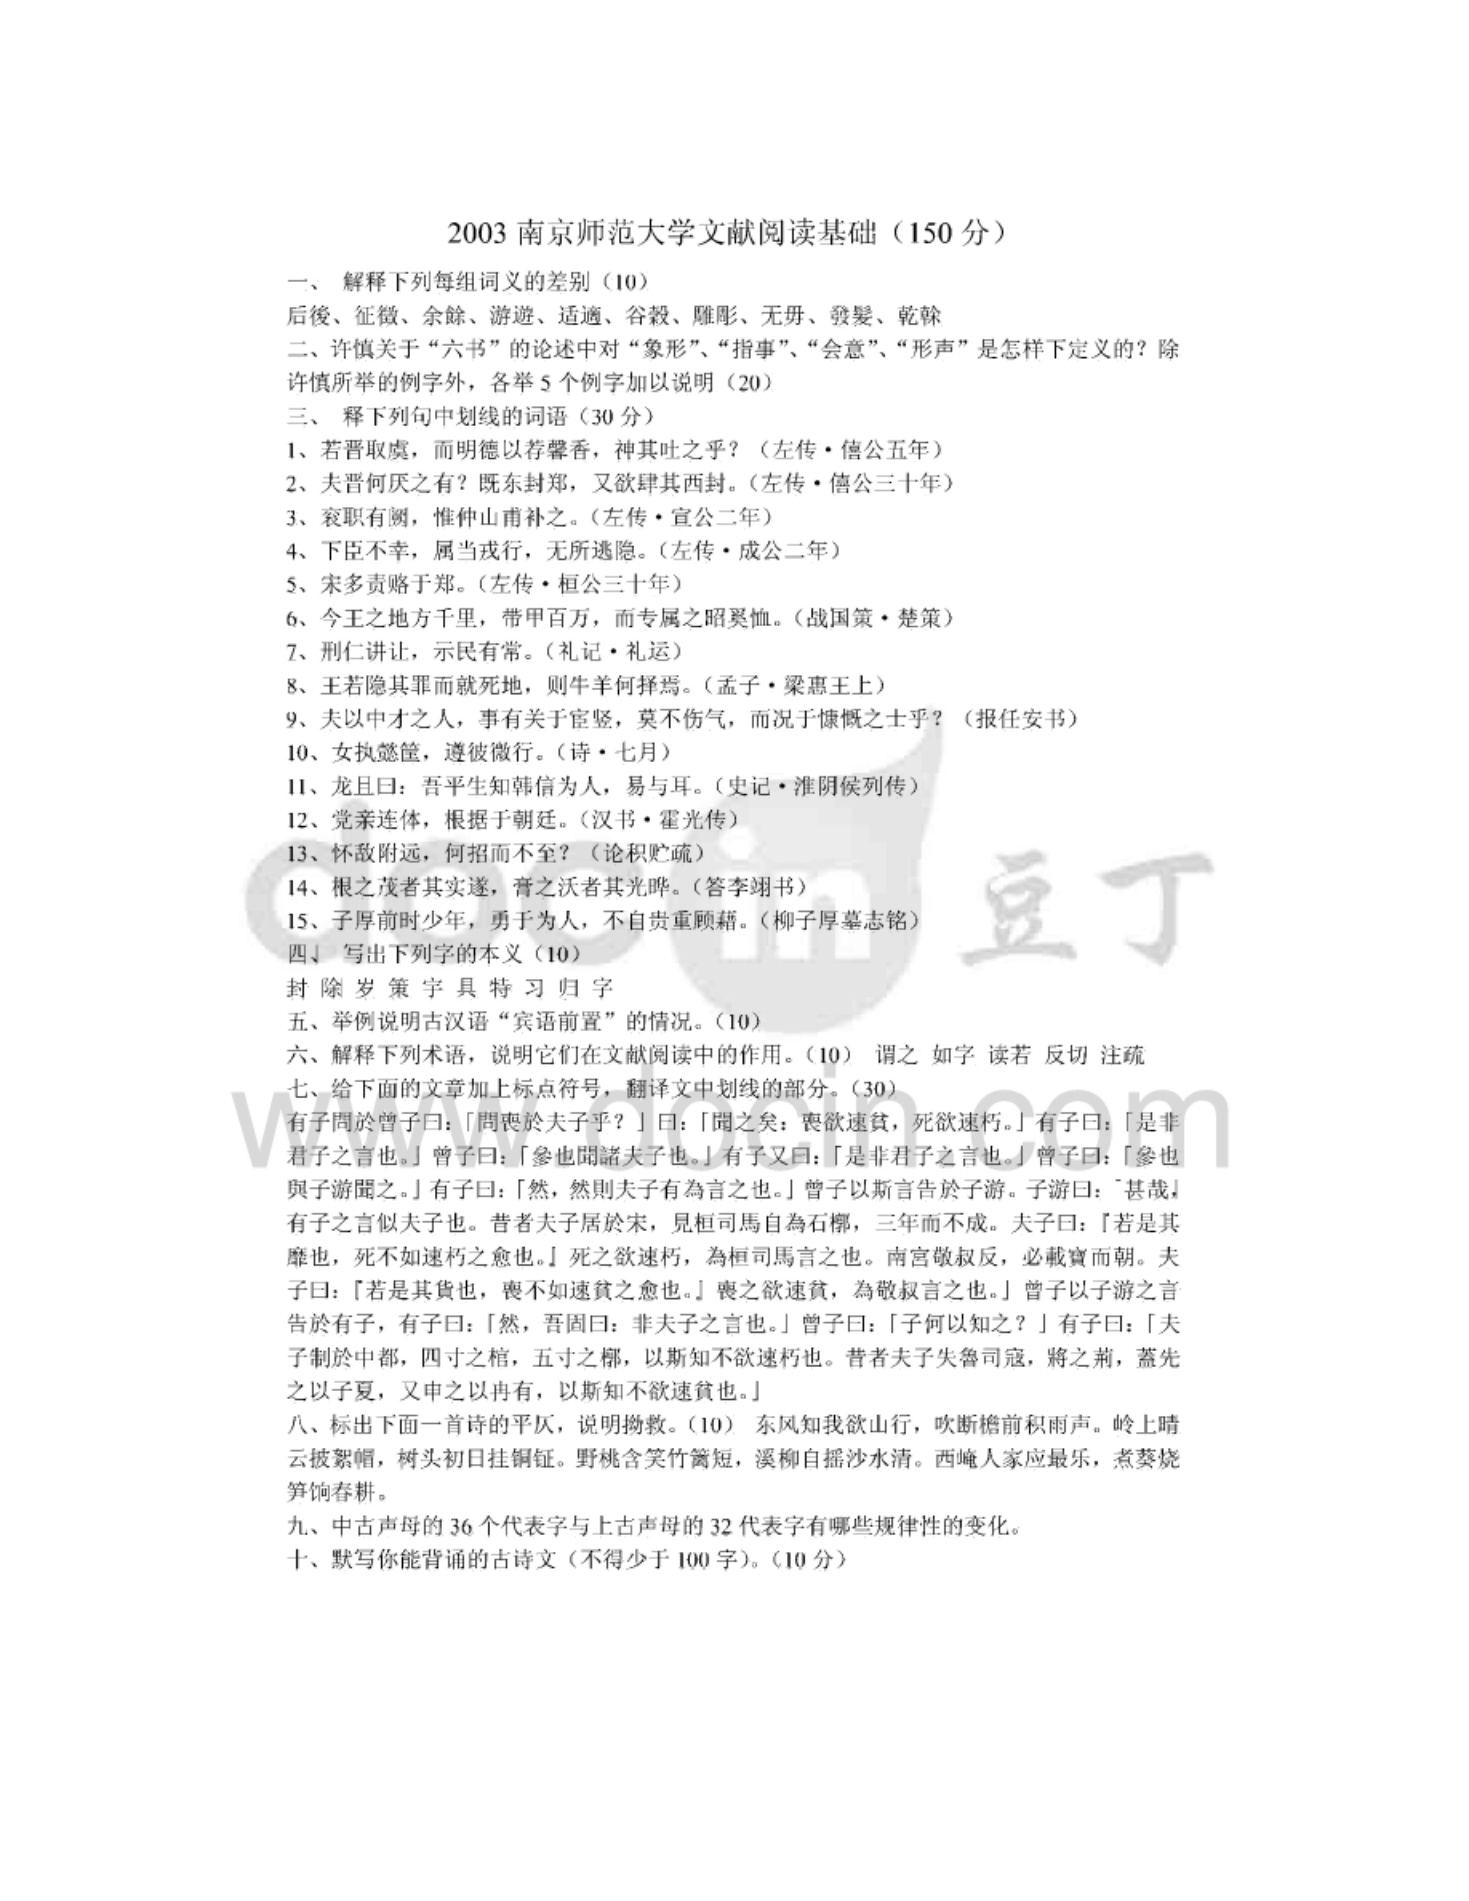 2003 南京师范大学文献阅读基础（150 分）
一、 解释下列每组词义的差别（10）
后後、征徵、余餘、游遊、适適、谷穀、雕彫、无毋、發髮、乾榦
二、许慎关于“六书”的论述中对“象形”、“指事”、“会意”、“形声”是怎样下定义的？除
许慎所举的例字外，各举 5 个例字加以说明（20）
三、 释下列句中划线的词语（30 分）
1、若晋取虞，而明德以荐馨香，神其吐之乎？（左传·僖公五年）
2、夫晋何厌之有？既东封郑，又欲肆其西封。（左传·僖公三十年）
3、衮职有阙，惟仲山甫补之。（左传·宣公二年）
4、下臣不幸，属当戎行，无所逃隐。（左传·成公二年）
5、宋多责赂于郑。（左传·桓公三十年）
6、今王之地方千里，带甲百万，而专属之昭奚恤。（战国策·楚策）
7、刑仁讲让，示民有常。（礼记·礼运）
8、王若隐其罪而就死地，则牛羊何择焉。（孟子·梁惠王上）
9、夫以中才之人，事有关于宦竖，莫不伤气，而况于慷慨之士乎？（报任安书）
10、女执懿筐，遵彼微行。（诗·七月）
11、龙且曰：吾平生知韩信为人，易与耳。（史记·淮阴侯列传）
12、党亲连体，根据于朝廷。（汉书·霍光传）
13、怀敌附远，何招而不至？（论积贮疏）
14、根之茂者其实遂，膏之沃者其光晔。（答李翊书）
15、子厚前时少年，勇于为人，不自贵重顾藉。（柳子厚墓志铭）
四、 写出下列字的本义（10）
封 除 岁 策 字 具 特 习 归 字
五、举例说明古汉语“宾语前置”的情况。（10）
六、解释下列术语，说明它们在文献阅读中的作用。（10） 谓之 如字 读若 反切 注疏
七、给下面的文章加上标点符号，翻译文中划线的部分。（30）
有子問於曾子曰：「問喪於夫子乎？」曰：「聞之矣：喪欲速貧，死欲速朽。」有子曰：「是非
君子之言也。」曾子曰：「參也聞諸夫子也。」有子又曰：「是非君子之言也。」曾子曰：「參也
與子游聞之。」有子曰：「然，然則夫子有為言之也。」曾子以斯言告於子游。子游曰：「甚哉，
有子之言似夫子也。昔者夫子居於宋，見桓司馬自為石槨，三年而不成。夫子曰：『若是其
靡也，死不如速朽之愈也。』死之欲速朽，為桓司馬言之也。南宮敬叔反，必載寶而朝。夫
子曰：『若是其貨也，喪不如速貧之愈也。』喪之欲速貧，為敬叔言之也。」曾子以子游之言
告於有子，有子曰：「然，吾固曰：非夫子之言也。」曾子曰：「子何以知之？」有子曰：「夫
子制於中都，四寸之棺，五寸之槨，以斯知不欲速朽也。昔者夫子失魯司寇，將之荊，蓋先
之以子夏，又申之以冉有，以斯知不欲速貧也。」
八、标出下面一首诗的平仄，说明拗救。（10） 东风知我欲山行，吹断檐前积雨声。岭上晴
云披絮帽，树头初日挂铜钲。野桃含笑竹篱短，溪柳自摇沙水清。西崦人家应最乐，煮葵烧
笋饷春耕。
九、中古声母的 36 个代表字与上古声母的 32 代表字有哪些规律性的变化。
十、默写你能背诵的古诗文（不得少于 100 字）。（10 分）
docin 豆丁
www.docin.com